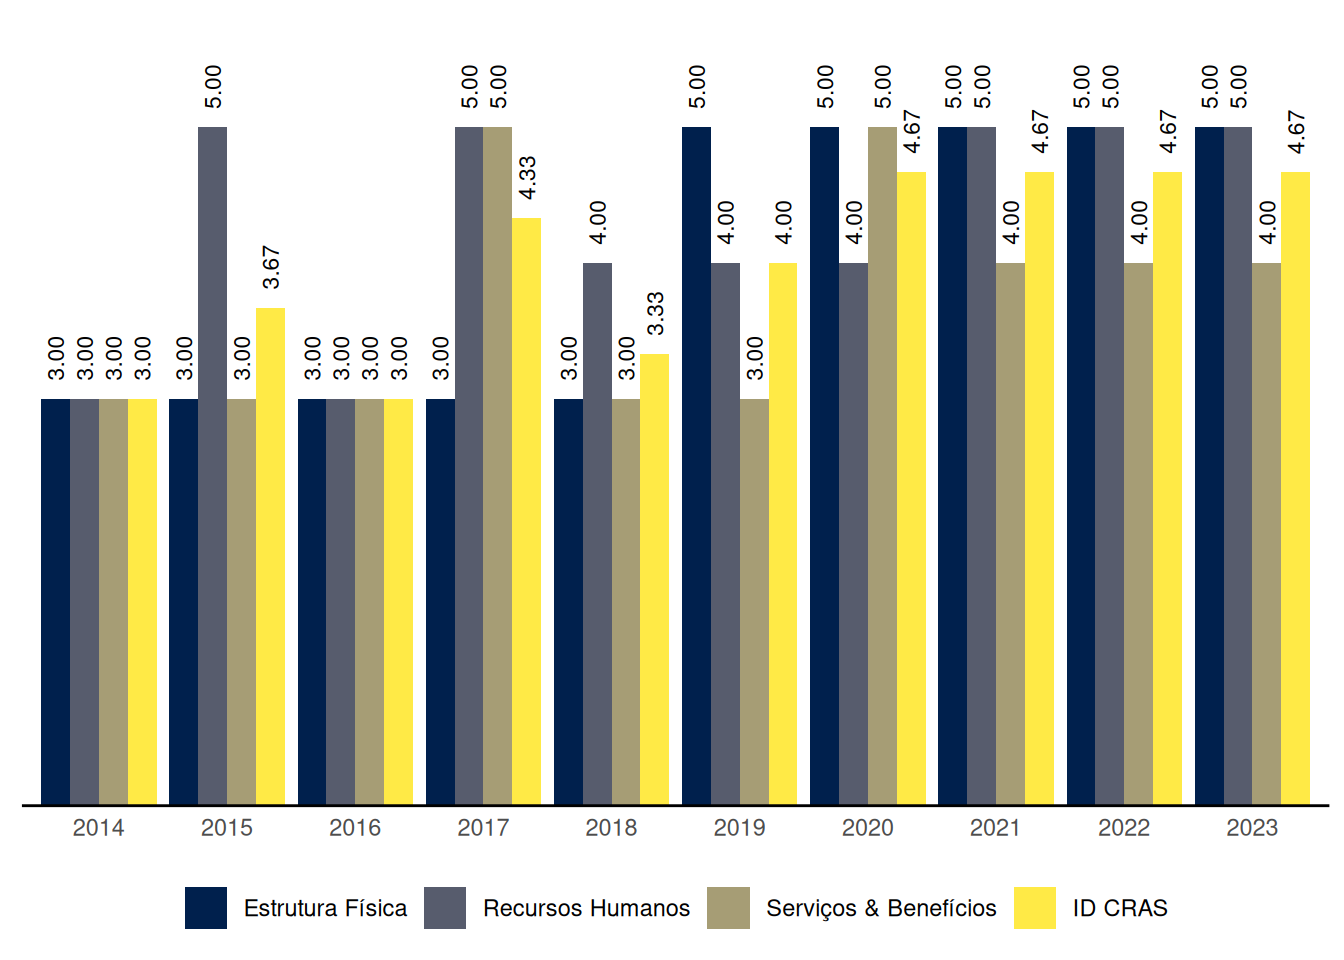 5.00 5.00 5.00 5.00 5.00 5.00 5.00 5.00 5.00 5.00 5.00 5.00
4.67 4.67 4.67 4.67
4.33
4.00 4.00 4.00 4.00 4.00 4.00 4.00
3.67
3.33
3.00 3.00 3.00 3.00 3.00 3.00 3.00 3.00 3.00 3.00 3.00 3.00 3.00 3.00
2014 2015 2016 2017 2018 2019 2020 2021 2022 2023
Estrutura Física Recursos Humanos Serviços & Benefícios ID CRAS